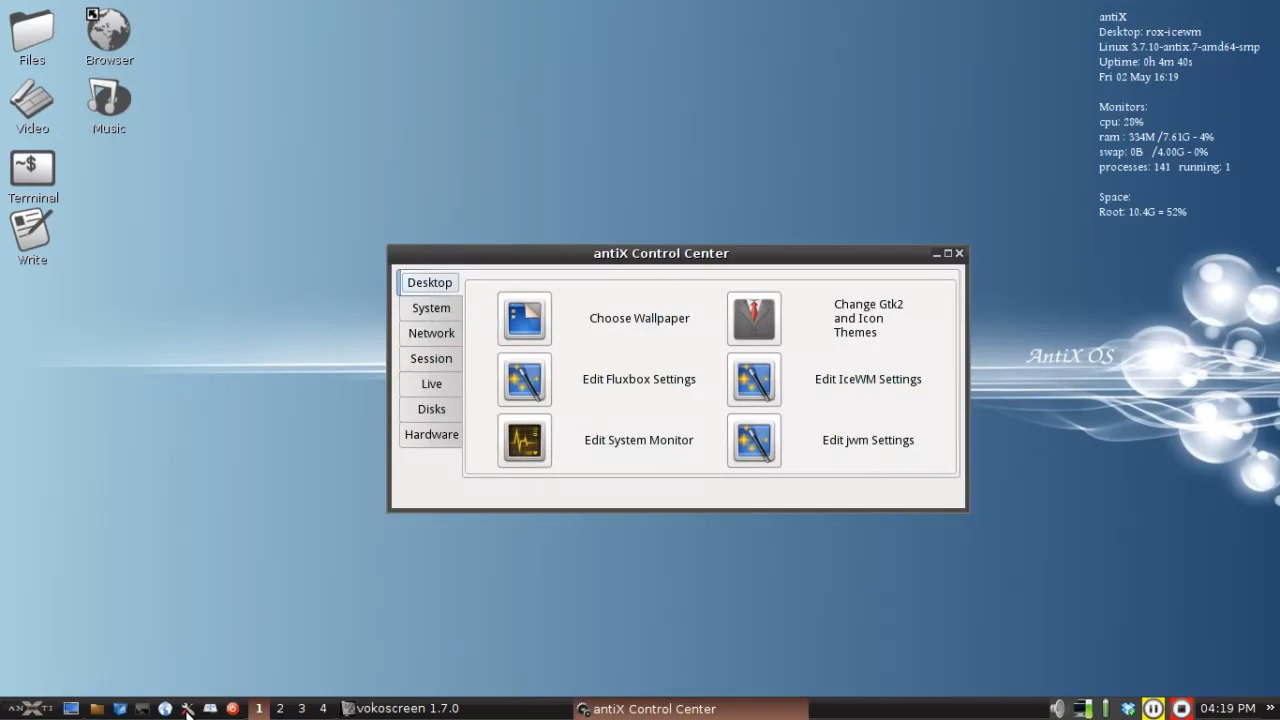 Files
Browser
Video
Music
~$
Terminal
Write
antiX
Desktop: rox-icewm
Linux 3.7.10-antix.7-amd64-smp
Uptime: 0h 4m 40s
Fri 02 May 16:19
Monitors:
cpu: 28%
ram : 334M /7.61G - 4%
swap: 0B /4.00G - 0%
processes: 141 running: 1
Space:
Root: 10.4G = 52%
AntiX OS
antiX Control Center
Desktop
System
Network
Session
Live
Disks
Hardware
Choose Wallpaper
Change Gtk2
and Icon
Themes
Edit Fluxbox Settings
Edit IceWM Settings
Edit System Monitor
Edit jwm Settings
1 2 3 4 vokoscreen 1.7.0 antiX Control Center 04:19 PM »